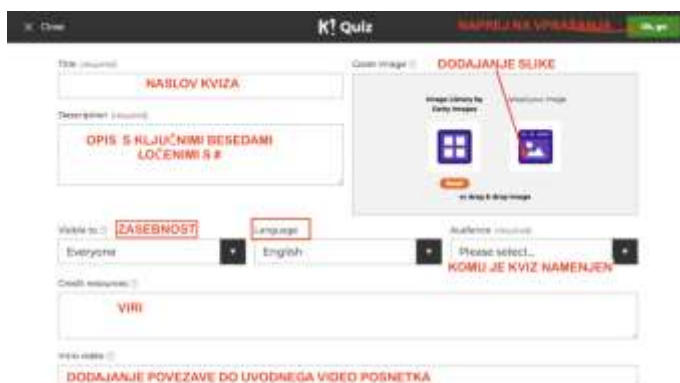 Close
K! Quiz
NAPREJ NA VPRAŠANJA
Ok, go
Title (required)
NASLOV KVIZA
Description (required)
OPIS S KLJUČNIMI BESEDAMI
LOČENIMI S #
Cover image
DODAJANJE SLIKE
Image Library by
Getty Images
Upload your image
or drag & drop image
Visible to
ZASEBNOST
Everyone
Language
English
Audience (required)
Please select...
KOMU JE KVIZ NAMENJEN
Credit resources
VIRI
Intro video
DODAJANJE POVEZAVE DO UVODNEGA VIDEO POSNETKA